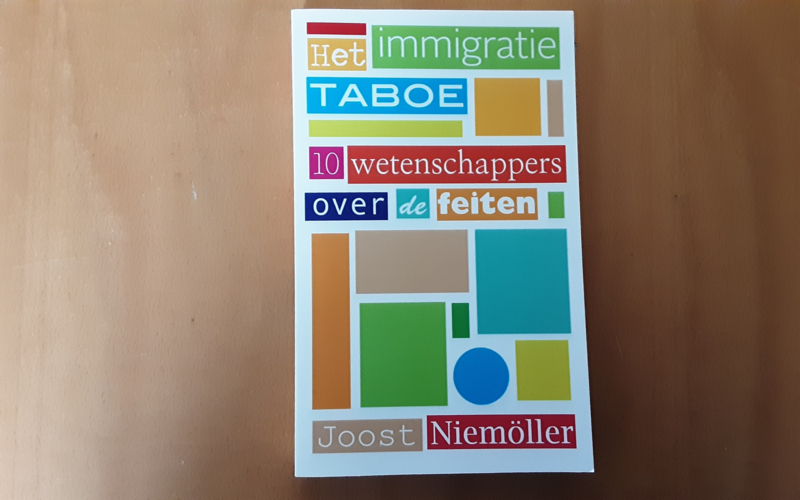 Het immigratie
TABOE
10 wetenschappers
over de feiten
Joost Niemöller